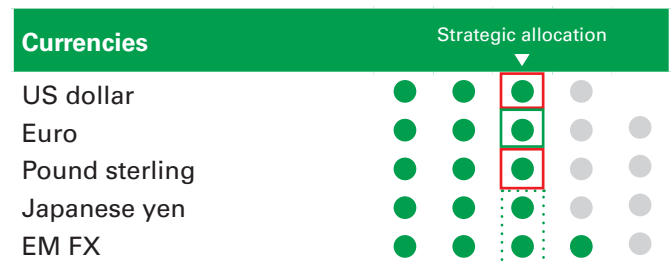 Currencies
Strategic allocation
US dollar
Euro
Pound sterling
Japanese yen
EM FX